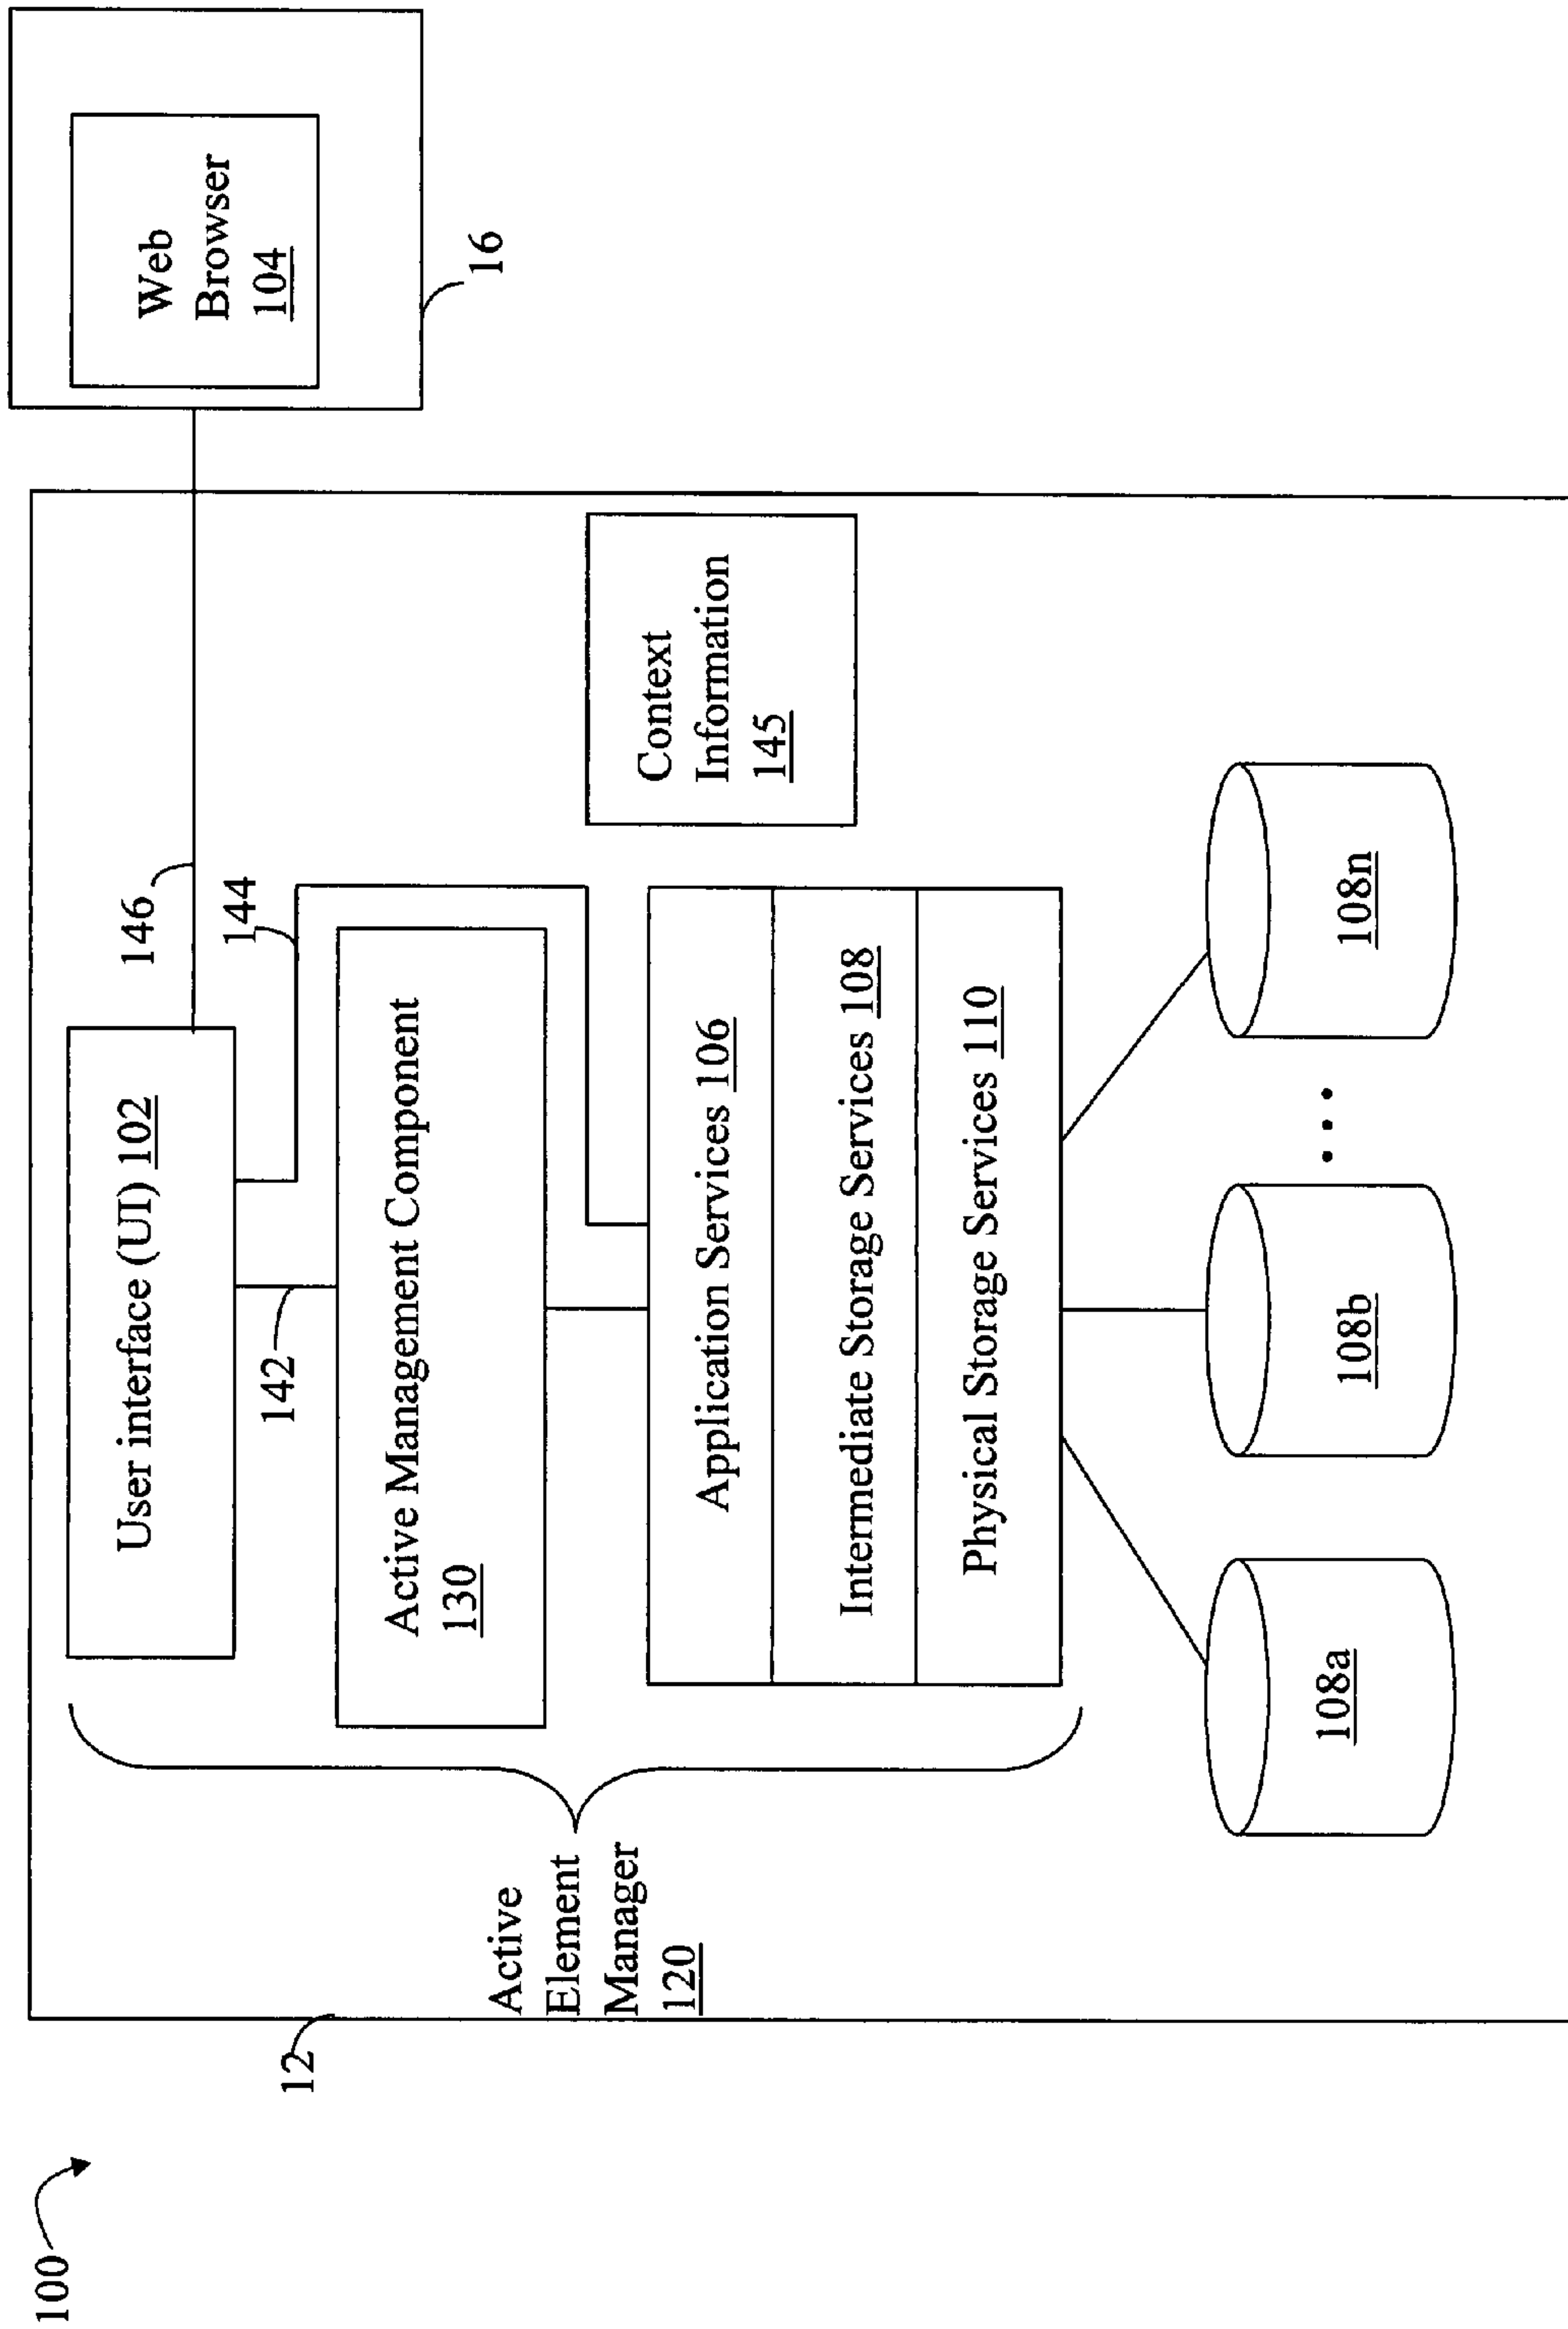 100
12
User interface (UI) 102
146
144
142
Web
Browser
104
16
Active Management Component
130
Active
Element
Manager
120
Context
Information
145
Application Services 106
Intermediate Storage Services 108
Physical Storage Services 110
108a
108b
...
108n